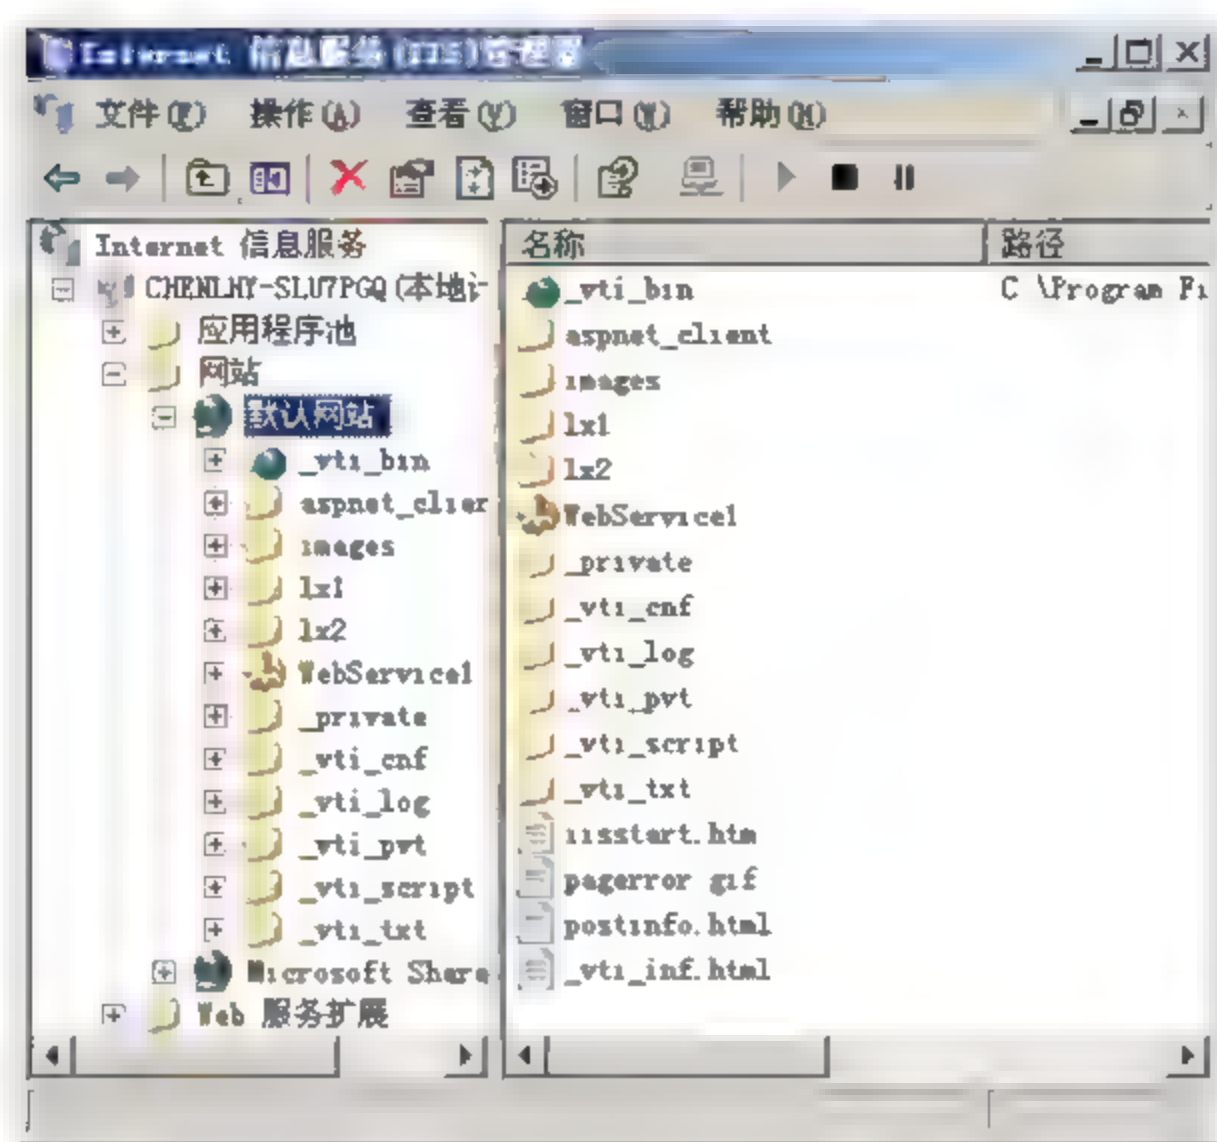 Internet 信息服务(IIS)管理器
文件(F) 操作(A) 查看(V) 窗口(W) 帮助(H)
Internet 信息服务
CHENLHY-SLU7PGQ(本地计
应用程序池
网站
默认网站
_vti_bin
aspnet_clier
images
lx1
lx2
WebService1
_private
_vti_cnf
_vti_log
_vti_pvt
_vti_script
_vti_txt
Microsoft Share
Web 服务扩展
名称 路径
_vti_bin C \Program Fi
aspnet_client
images
lx1
lx2
WebService1
_private
_vti_cnf
_vti_log
_vti_pvt
_vti_script
_vti_txt
iisstart.htm
pagerror gif
postinfo.html
_vti_inf.html